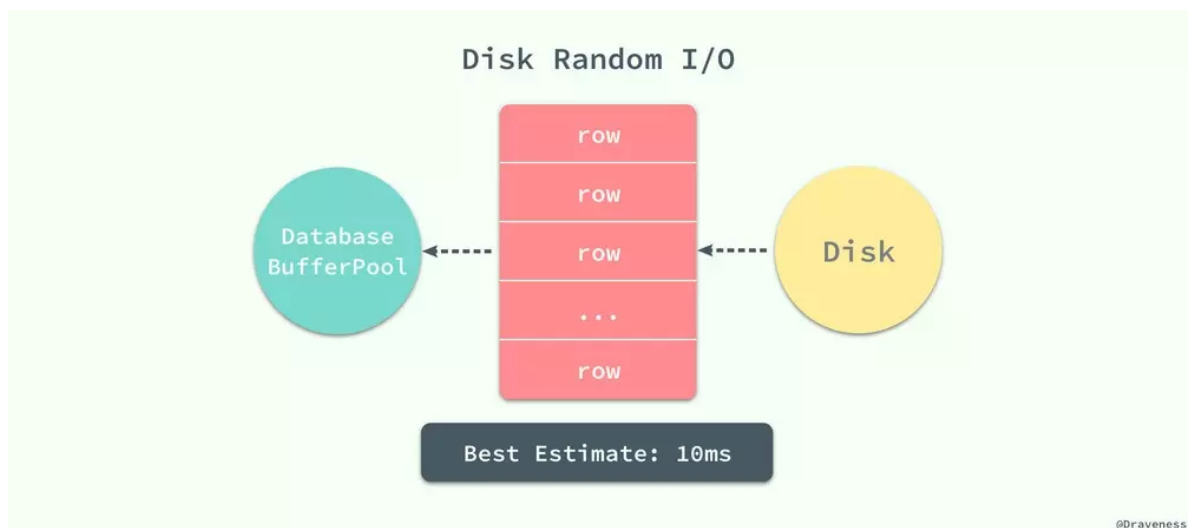 Disk Random I/O
row
row
Database
BufferPool
row
Disk
...
row
Best Estimate: 10ms
@Draveness